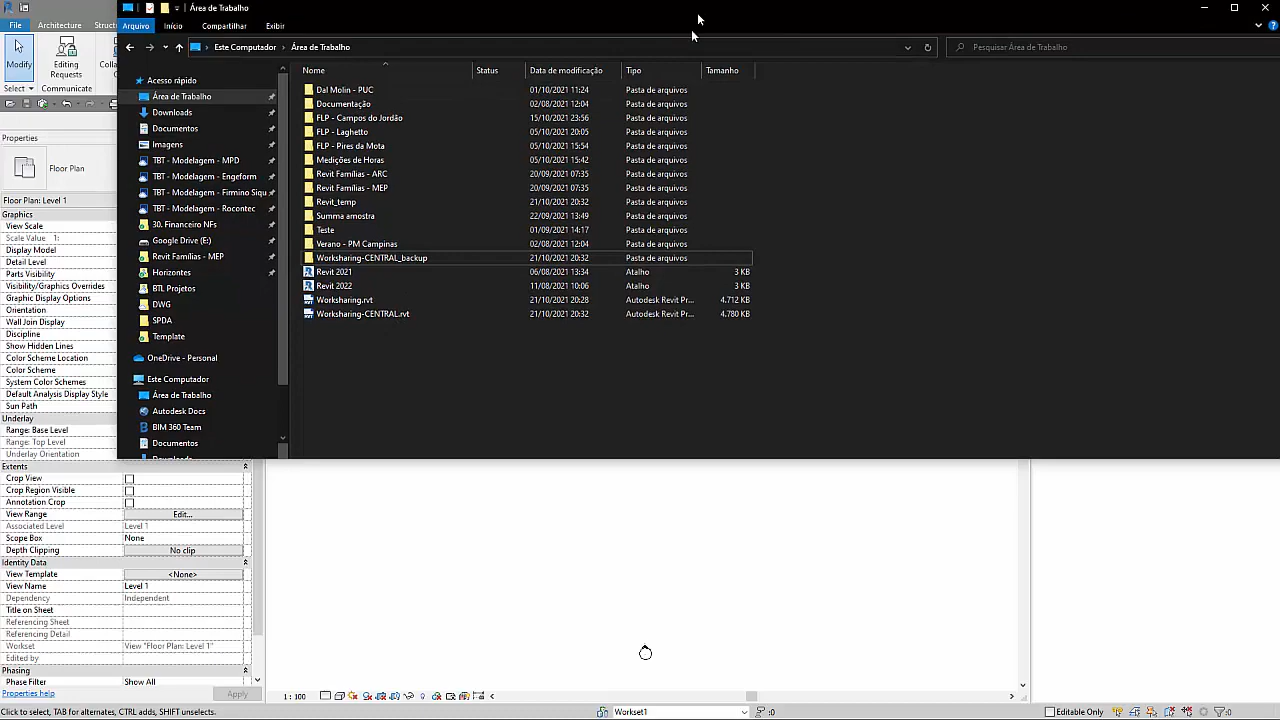 Área de Trabalho
File
Architecture
Arquivo
Início
Compartilhar
Exibir
Este Computador
Área de Trabalho
Pesquisar Área de Trabalho
Modify
Editing
Requests
Select
Communicate
Nome
Status
Data de modificação
Tipo
Tamanho
Acesso rápido
Área de Trabalho
Downloads
Documentos
Imagens
TBT - Modelagem - MPD
TBT - Modelagem - Engeform
TBT - Modelagem - Firmino Siqu
TBT - Modelagem - Rocontec
30. Financeiro NFs
Google Drive (E:)
Revit Famílias - MEP
Horizontes
BTL Projetos
DWG
SPDA
Template
OneDrive - Personal
Este Computador
Área de Trabalho
Autodesk Docs
BIM 360 Team
Documentos
Dal Molin - PUC 01/10/2021 11:24 Pasta de arquivos
Documentação 02/08/2021 12:04 Pasta de arquivos
FLP - Campos do Jordão 15/10/2021 23:56 Pasta de arquivos
FLP - Laghetto 05/10/2021 20:05 Pasta de arquivos
FLP - Pires da Mota 05/10/2021 15:54 Pasta de arquivos
Medições de Horas 05/10/2021 15:42 Pasta de arquivos
Revit Famílias - ARC 20/09/2021 07:35 Pasta de arquivos
Revit Famílias - MEP 20/09/2021 07:35 Pasta de arquivos
Revit_temp 21/10/2021 20:32 Pasta de arquivos
Summa amostra 22/09/2021 13:49 Pasta de arquivos
Teste 01/09/2021 14:17 Pasta de arquivos
Verano - PM Campinas 02/08/2021 12:04 Pasta de arquivos
Worksharing-CENTRAL_backup 21/10/2021 20:32 Pasta de arquivos
Revit 2021 06/08/2021 13:34 Atalho 3 KB
Revit 2022 11/08/2021 10:06 Atalho 3 KB
Worksharing.rvt 21/10/2021 20:28 Autodesk Revit Pr... 4.712 KB
Worksharing-CENTRAL.rvt 21/10/2021 20:32 Autodesk Revit Pr... 4.780 KB
Properties
Floor Plan
Floor Plan: Level 1
Graphics
View Scale
Scale Value 1:
Display Model
Detail Level
Parts Visibility
Visibility/Graphics Overrides
Graphic Display Options
Orientation
Wall Join Display
Discipline
Show Hidden Lines
Color Scheme Location
Color Scheme
System Color Schemes
Default Analysis Display Style
Sun Path
Underlay
Range: Base Level
Range: Top Level
Underlay Orientation
Extents
Crop View
Crop Region Visible
Annotation Crop
View Range Edit...
Associated Level Level 1
Scope Box None
Depth Clipping No clip
Identity Data
View Template <None>
View Name Level 1
Dependency Independent
Title on Sheet
Referencing Sheet
Referencing Detail
Workset View "Floor Plan: Level 1"
Edited by
Phasing
Phase Filter Show All
Properties help
Apply
1 : 100
Click to select, TAB for alternates, CTRL adds, SHIFT unselects.
Workset1
:0
Editable Only
:0